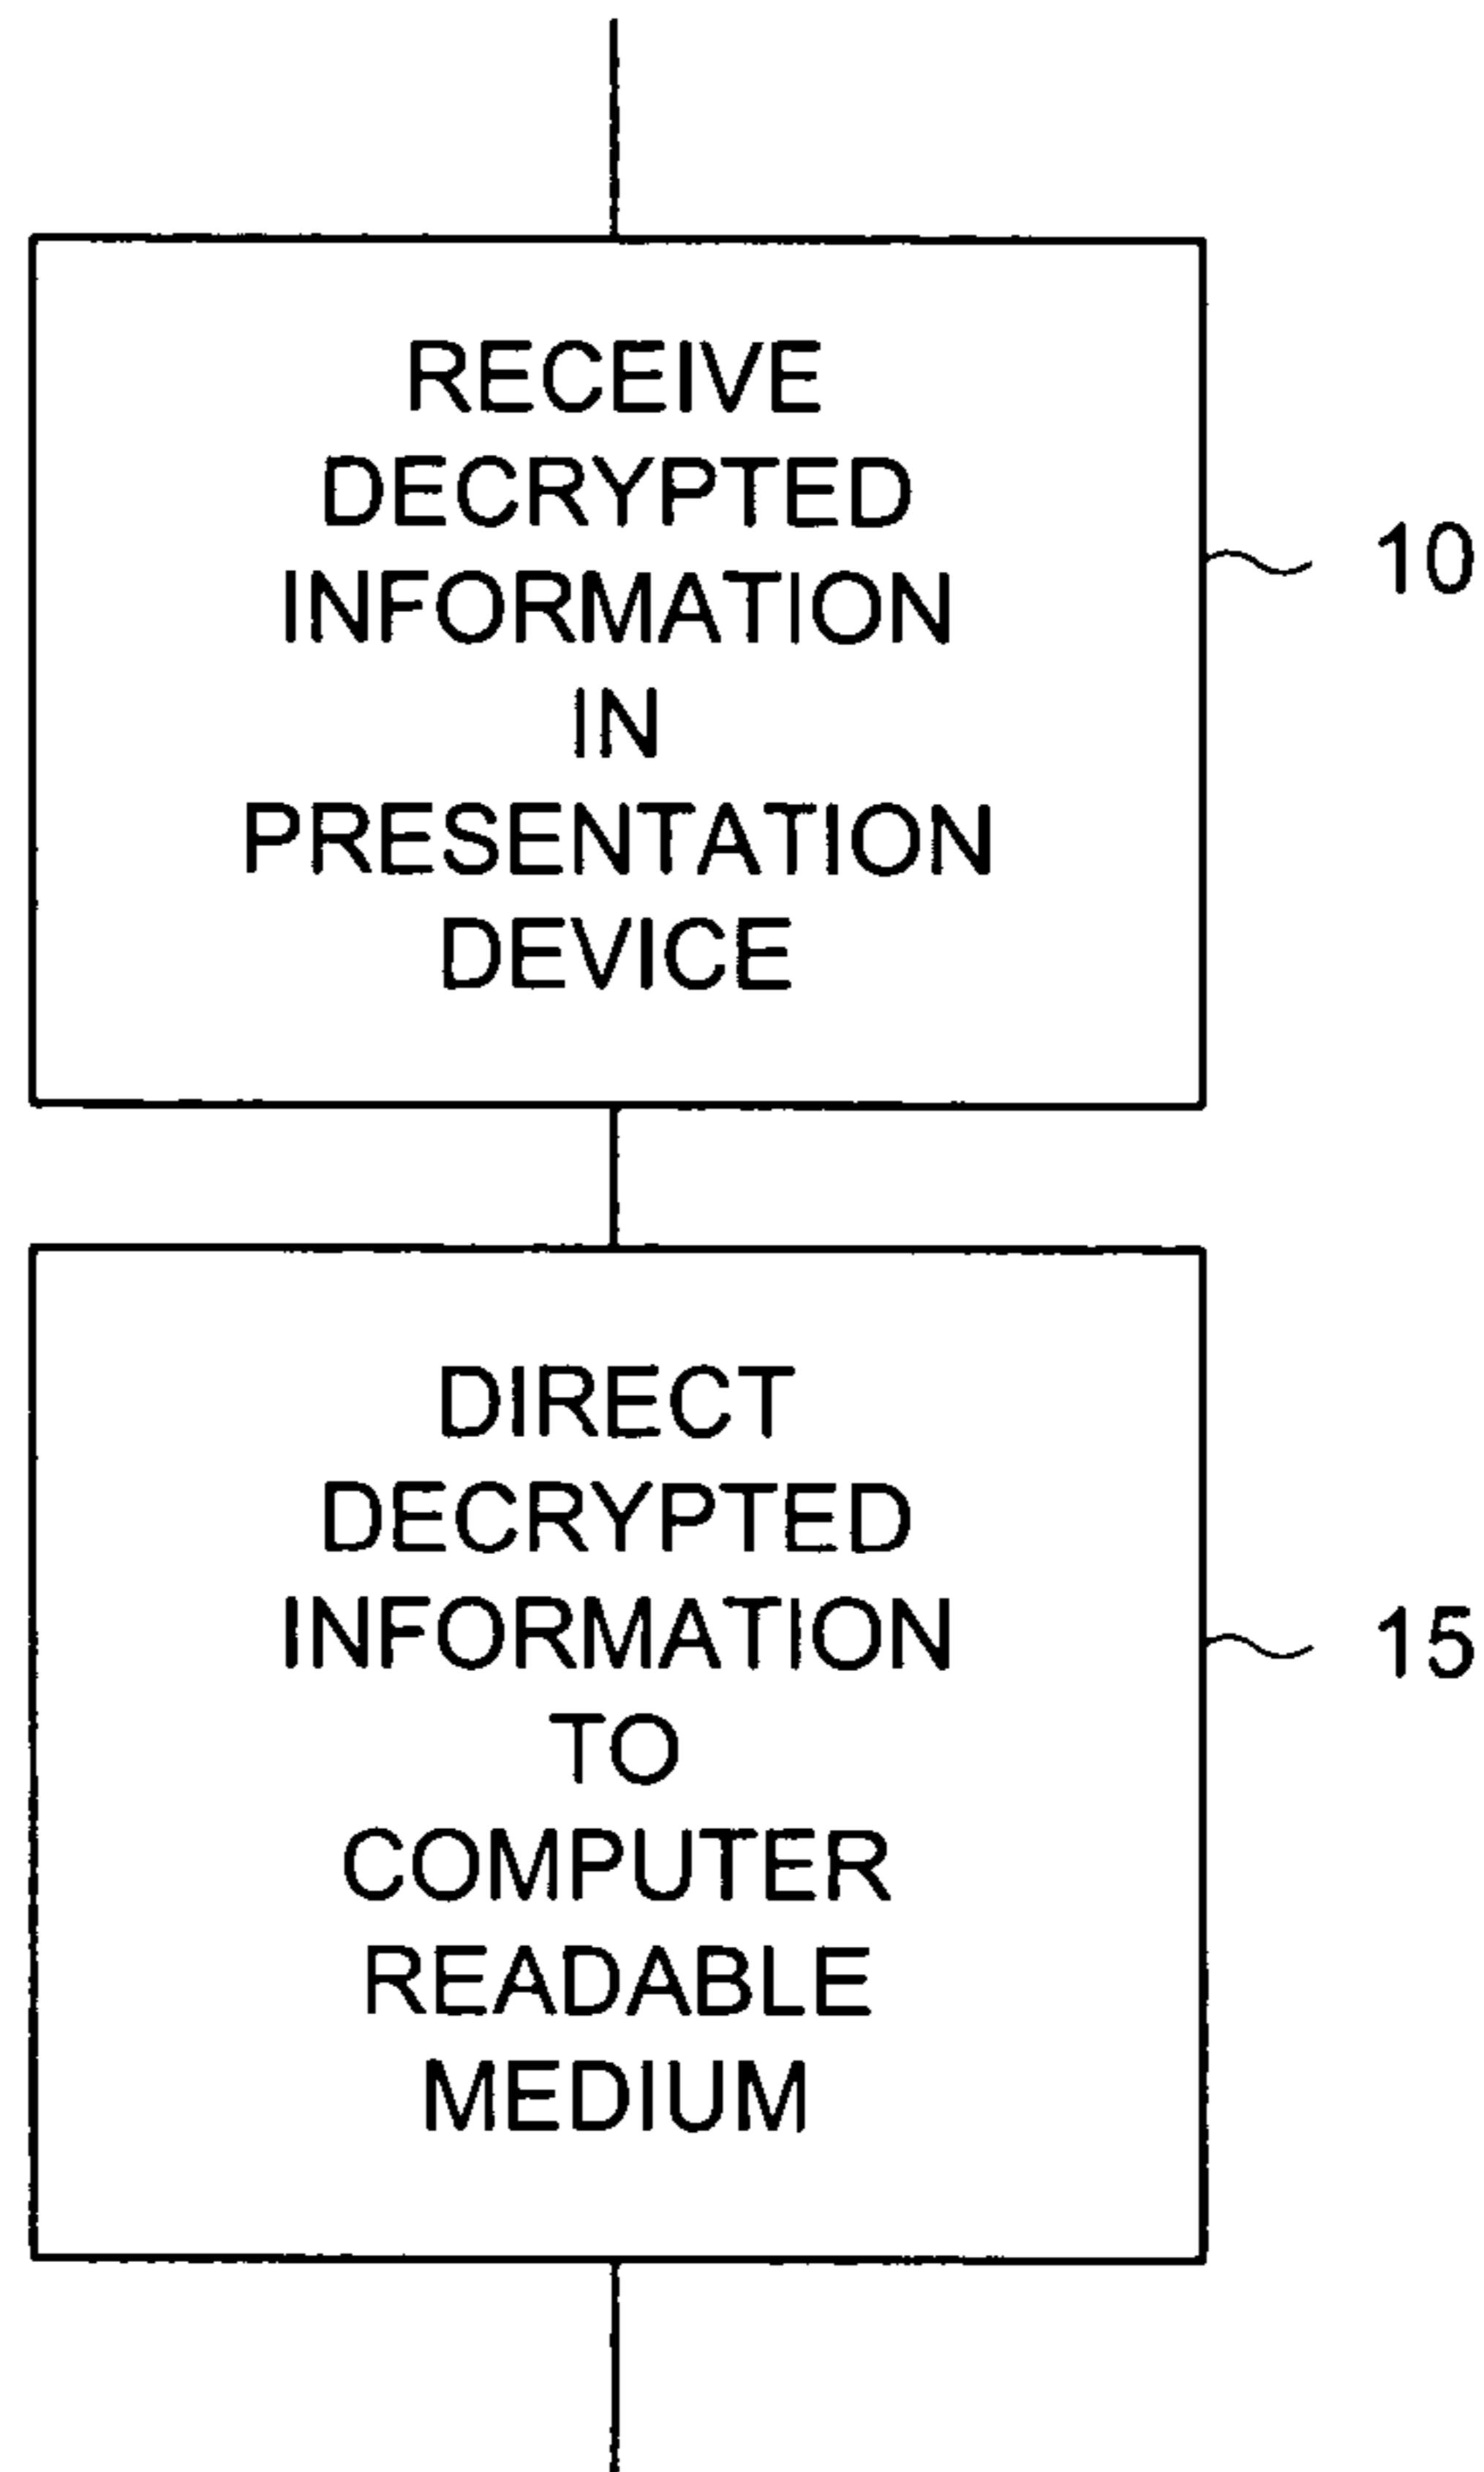 RECEIVE
DECRYPTED
INFORMATION
IN
PRESENTATION
DEVICE
10
DIRECT
DECRYPTED
INFORMATION
TO
COMPUTER
READABLE
MEDIUM
15